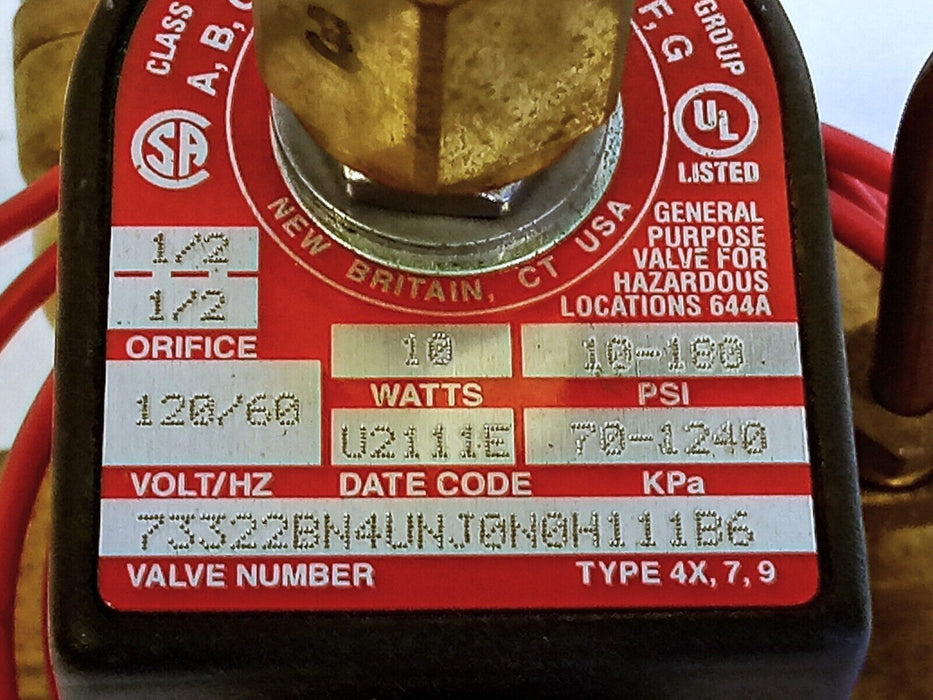 CLASS
A, B, C
GROUP
F, G
3
SA
UL
LISTED
NEW BRITAIN, CT USA
GENERAL
PURPOSE
VALVE FOR
HAZARDOUS
LOCATIONS 644A
1/2
1/2
ORIFICE
10
WATTS
10-180
PSI
120/60
VOLT/HZ
U2111E
DATE CODE
70-1240
KPa
73322BN4UNJ0N0H111B6
VALVE NUMBER
TYPE 4X, 7, 9